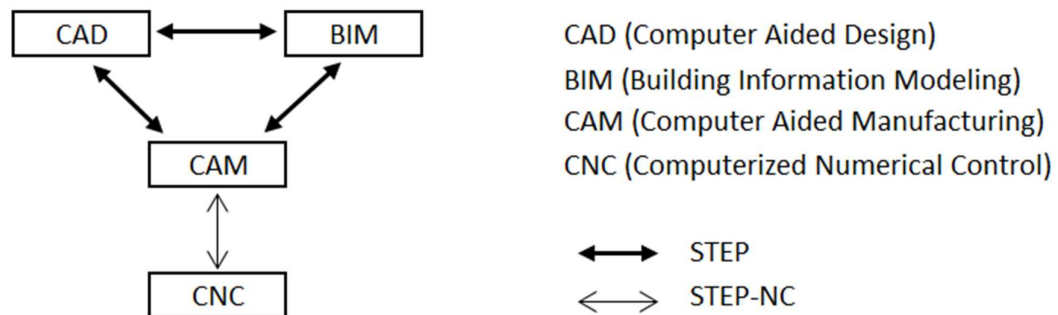 CAD
BIM
CAM
CNC
CAD (Computer Aided Design)
BIM (Building Information Modeling)
CAM (Computer Aided Manufacturing)
CNC (Computerized Numerical Control)
STEP
STEP-NC